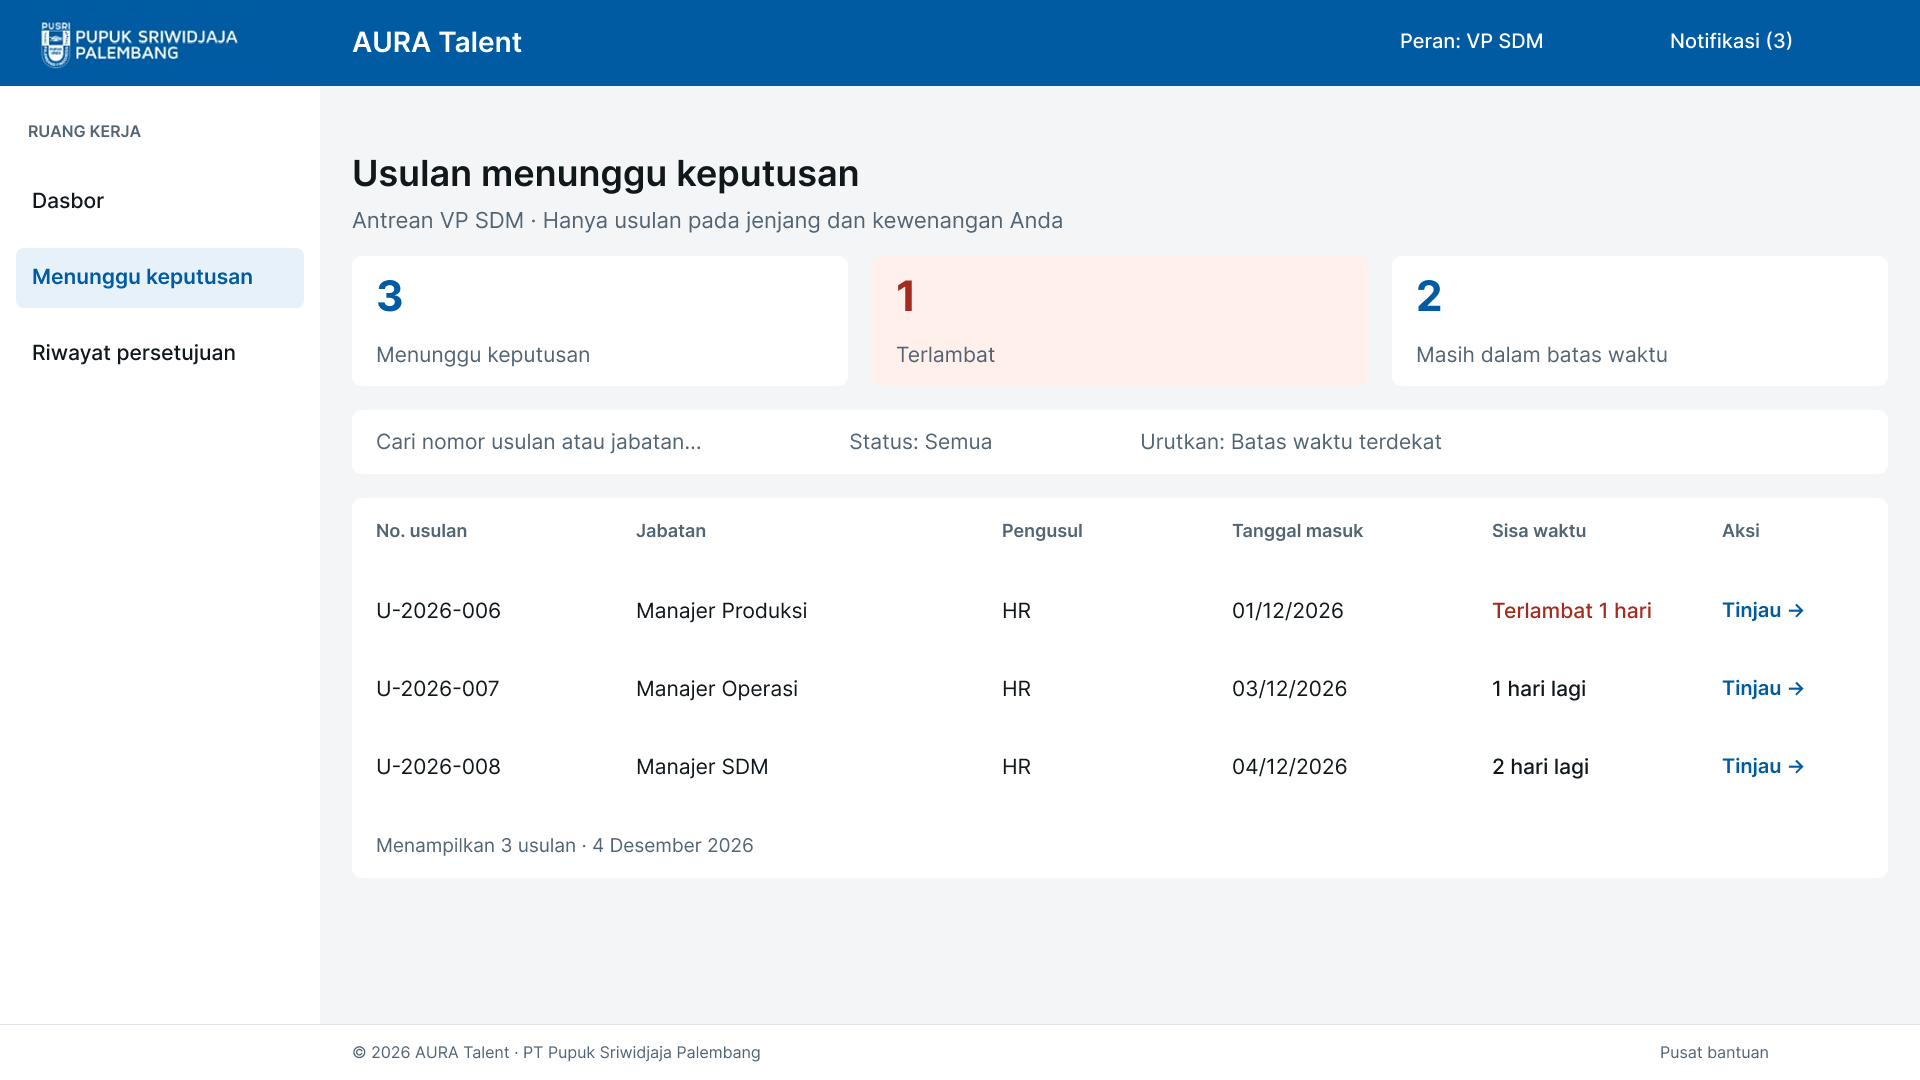 PUSRI
PUPUK SRIWIDJAJA
PALEMBANG
AURA Talent
Peran: VP SDM
Notifikasi (3)
RUANG KERJA
Dasbor
Menunggu keputusan
Riwayat persetujuan
Usulan menunggu keputusan
Antrean VP SDM · Hanya usulan pada jenjang dan kewenangan Anda
3
Menunggu keputusan
1
Terlambat
2
Masih dalam batas waktu
Cari nomor usulan atau jabatan... Status: Semua Urutkan: Batas waktu terdekat
No. usulan Jabatan Pengusul Tanggal masuk Sisa waktu Aksi
U-2026-006 Manajer Produksi HR 01/12/2026 Terlambat 1 hari Tinjau →
U-2026-007 Manajer Operasi HR 03/12/2026 1 hari lagi Tinjau →
U-2026-008 Manajer SDM HR 04/12/2026 2 hari lagi Tinjau →
Menampilkan 3 usulan · 4 Desember 2026
© 2026 AURA Talent · PT Pupuk Sriwidjaja Palembang
Pusat bantuan